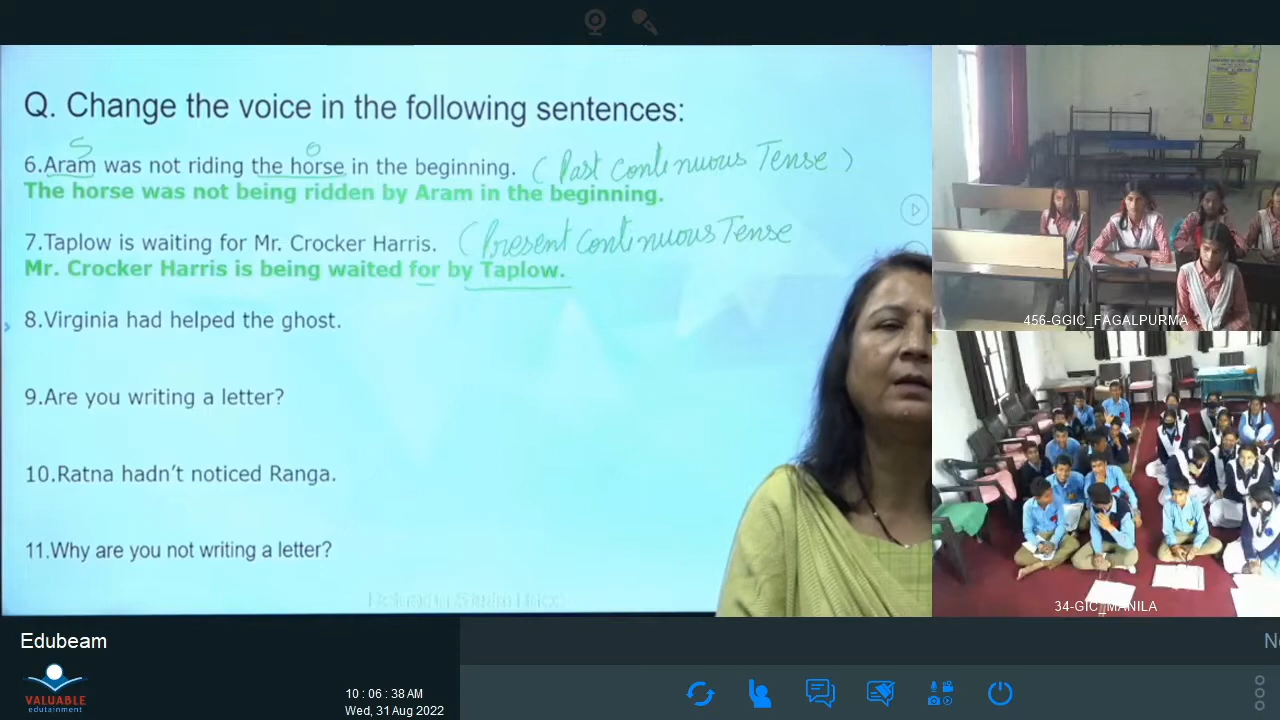 Q. Change the voice in the following sentences:
S
O
6.Aram was not riding the horse in the beginning. (Past Continuous Tense)
The horse was not being ridden by Aram in the beginning.
7.Taplow is waiting for Mr. Crocker Harris. (Present Continuous Tense
Mr. Crocker Harris is being waited for by Taplow.
8.Virginia had helped the ghost.
9.Are you writing a letter?
10.Ratna hadn't noticed Ranga.
11.Why are you not writing a letter?
456-GGIC_FAGALPURMA
34-GIC_MANILA
Edubeam
VALUABLE
edutainment
10 : 06 : 38 AM
Wed, 31 Aug 2022